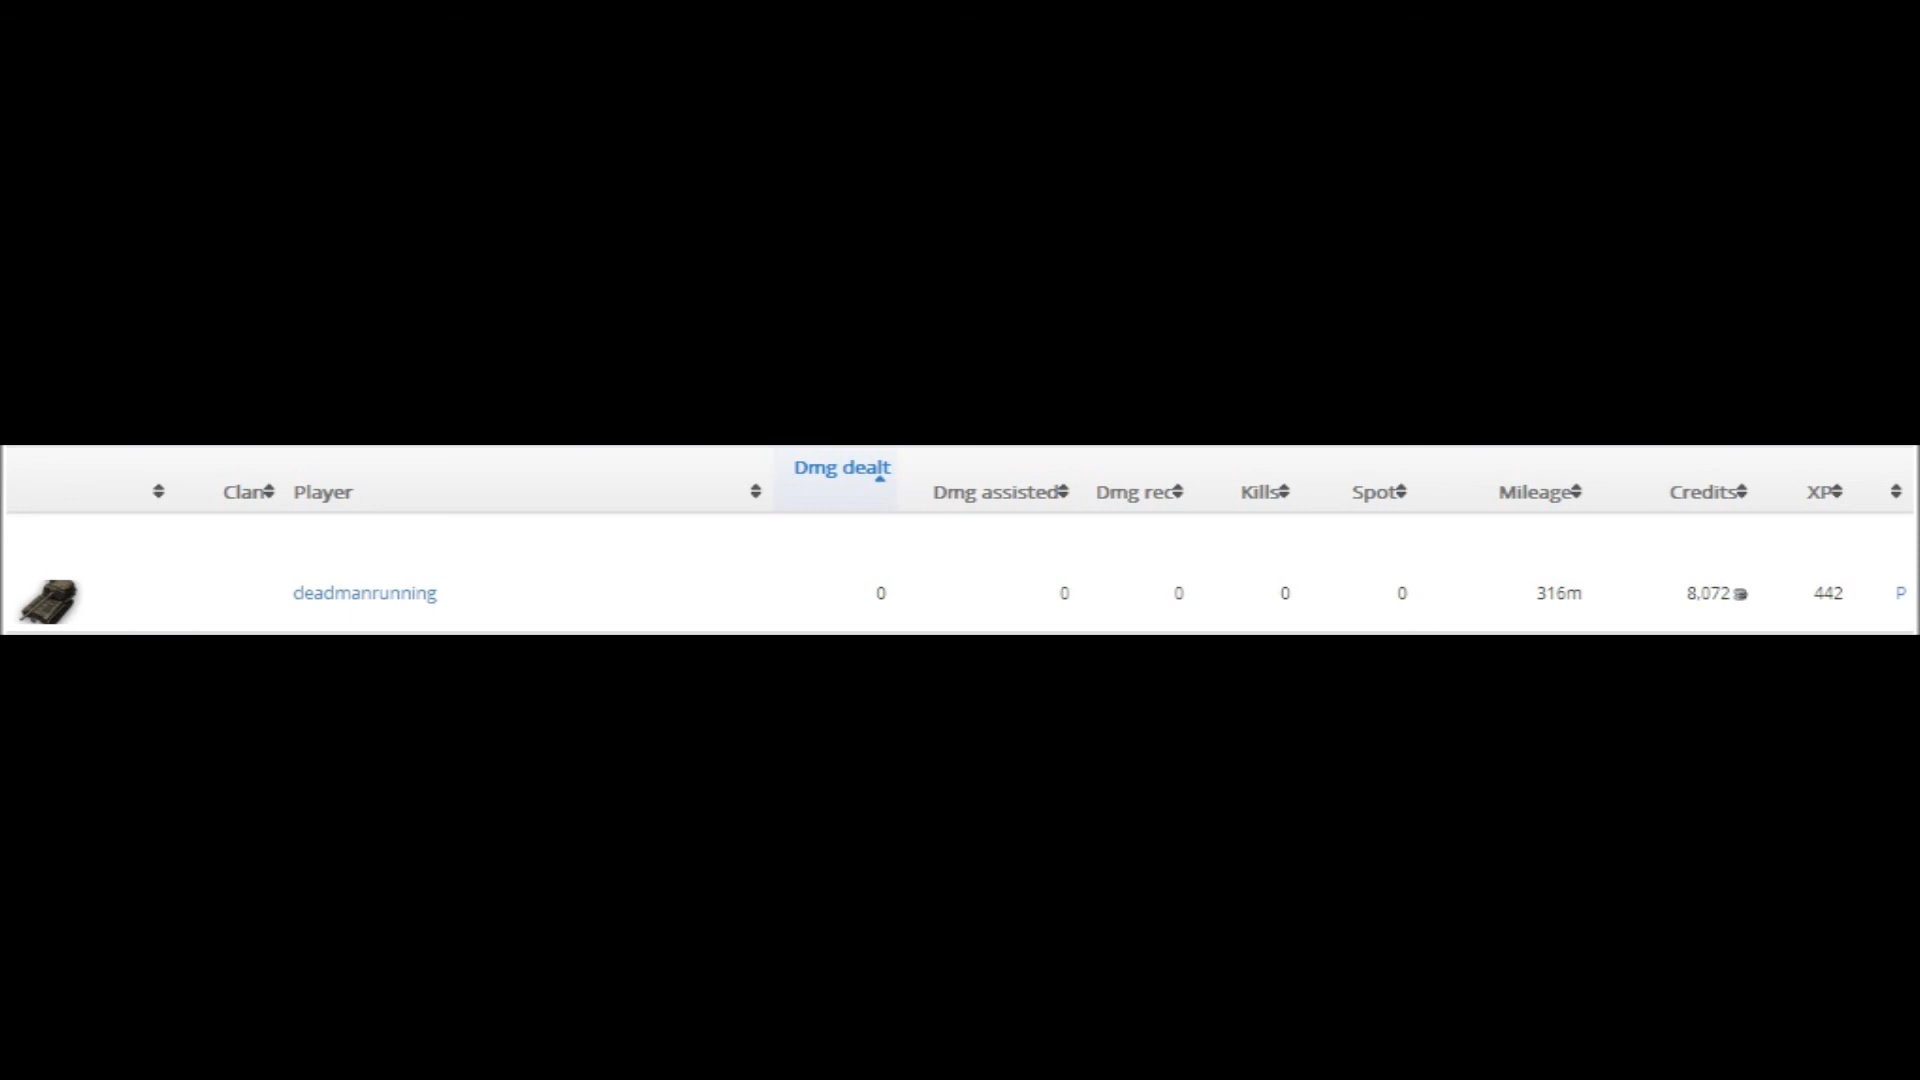 Clan Player Dmg dealt Dmg assisted Dmg rec Kills Spot Mileage Credits XP
deadmanrunning 0 0 0 0 0 316m 8,072 442 P